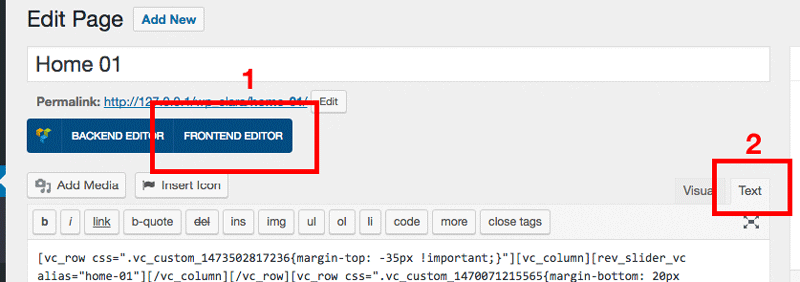 Edit Page Add New
Home 01
1
Permalink: http://127.0.0.1/wp_clara/home-01/ Edit
BACKEND EDITOR FRONTEND EDITOR
2
Add Media Insert Icon Visual Text
b i link b-quote del ins img ul ol li code more close tags
[vc_row css=".vc_custom_1473502817236{margin-top: -35px !important;}"][vc_column][rev_slider_vc
alias="home-01"][/vc_column][/vc_row][vc_row css=".vc_custom_1470071215565{margin-bottom: 20px